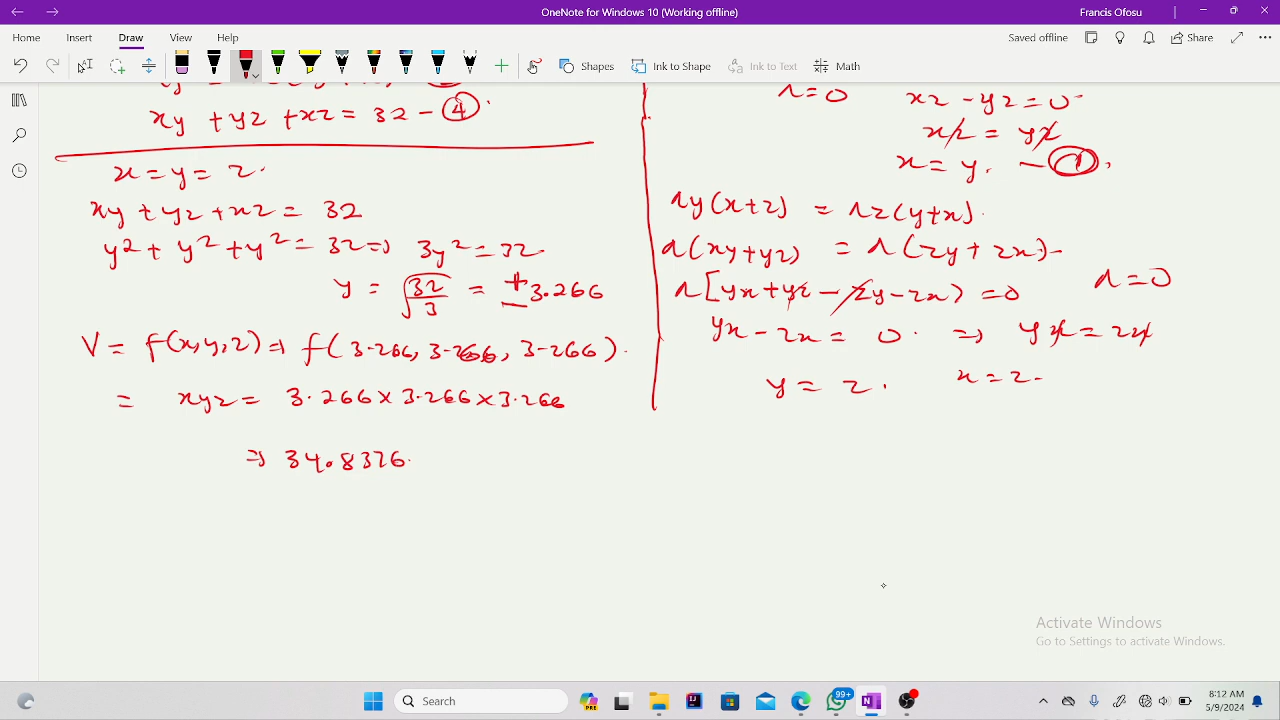 OneNote for Windows 10 (Working offline)
Francis Ofosu
Home Insert Draw View Help
Saved offline Share
Shapes Ink to Shape Ink to Text Math
xy + yz + xz = 32 - ④
x = y = z.
xy + yz + xz = 32
y² + y² + y² = 32 ⇒ 3y² = 32
y = √32/3 = ±3.266
V = f(x,y,z) ⇒ f(3.266, 3.266, 3.266).
= xyz = 3.266 × 3.266 × 3.266
⇒ 34.8376.
λ = 0 xz - yz = 0
xz = yz
x = y. - ①.
λy(x+z) = λz(y+x).
λ(xy+yz) = λ(zy + zx).
λ[yx + yz - zy - zx) = 0 λ = 0
yx - zx = 0. ⇒ yx = zx
y = z. x = z.
Activate Windows
Go to Settings to activate Windows.
Search
PRE
99+
8:12 AM
5/9/2024